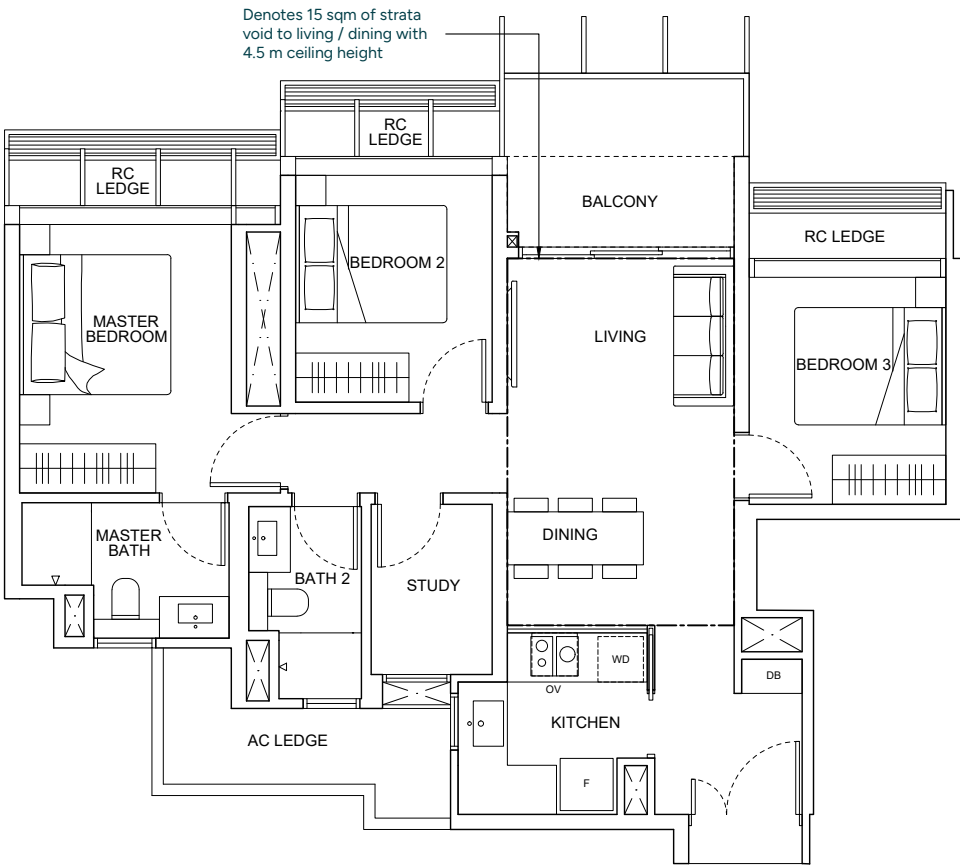 Denotes 15 sqm of strata
void to living / dining with
4.5 m ceiling height
RC
LEDGE
RC
LEDGE
BALCONY
RC LEDGE
BEDROOM 2
MASTER
BEDROOM
LIVING
BEDROOM 3
MASTER
BATH
DINING
BATH 2
STUDY
WD
DB
OV
KITCHEN
AC LEDGE
F